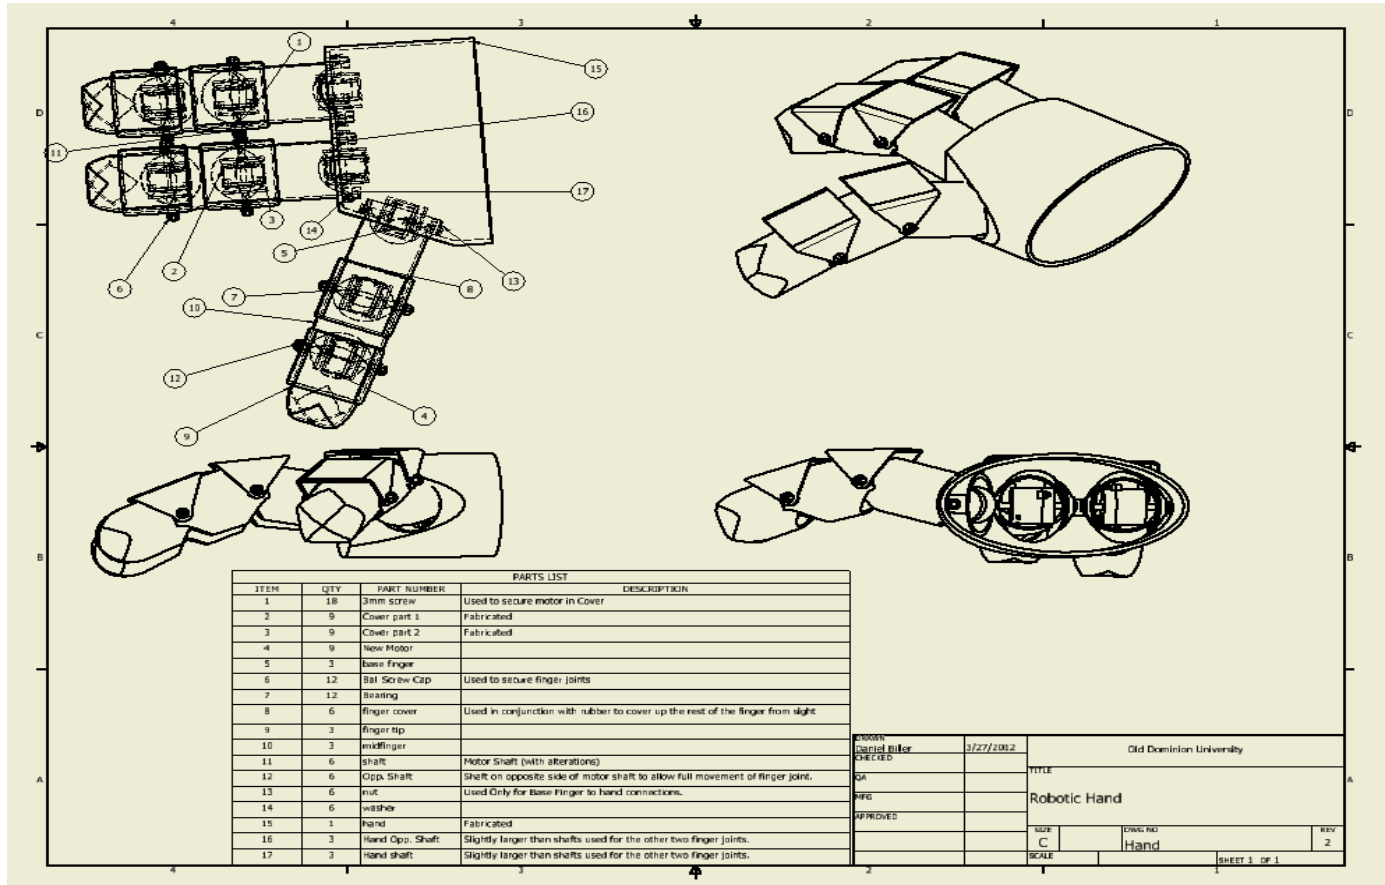 4 3 2 1
1
15
D D
16
11
17
3
14
5
2
13
6 7 8
10
C C
12
4
9
B B
PARTS LIST
ITEM QTY PART NUMBER DESCRIPTION
1 18 3mm screw Used to secure motor in Cover
2 9 Cover part 1 Fabricated
3 9 Cover part 2 Fabricated
4 9 New Motor
5 3 base finger
6 12 Bal Screw Cap Used to secure finger joints
7 12 Bearing
8 6 finger cover Used in conjunction with rubber to cover up the rest of the finger from slight
9 3 finger tip
10 3 midfinger
11 6 shaft Motor Shaft (with alterations)
12 6 Opp. Shaft Shaft on opposite side of motor shaft to allow full movement of finger joint.
13 6 nut Used Only for Base Finger to hand connections.
14 6 washer
15 1 hand Fabricated
16 3 Hand Opp. Shaft Slightly larger than shafts used for the other two finger joints.
17 3 Hand shaft Slightly larger than shafts used for the other two finger joints.
A A
DRAWN
Daniel Biller 3/27/2012
CHECKED
QA
MFG
APPROVED
Old Dominion University
TITLE
Robotic Hand
SIZE
C
DWG NO
Hand
REV
2
SCALE
SHEET 1 OF 1
4 3 2 1